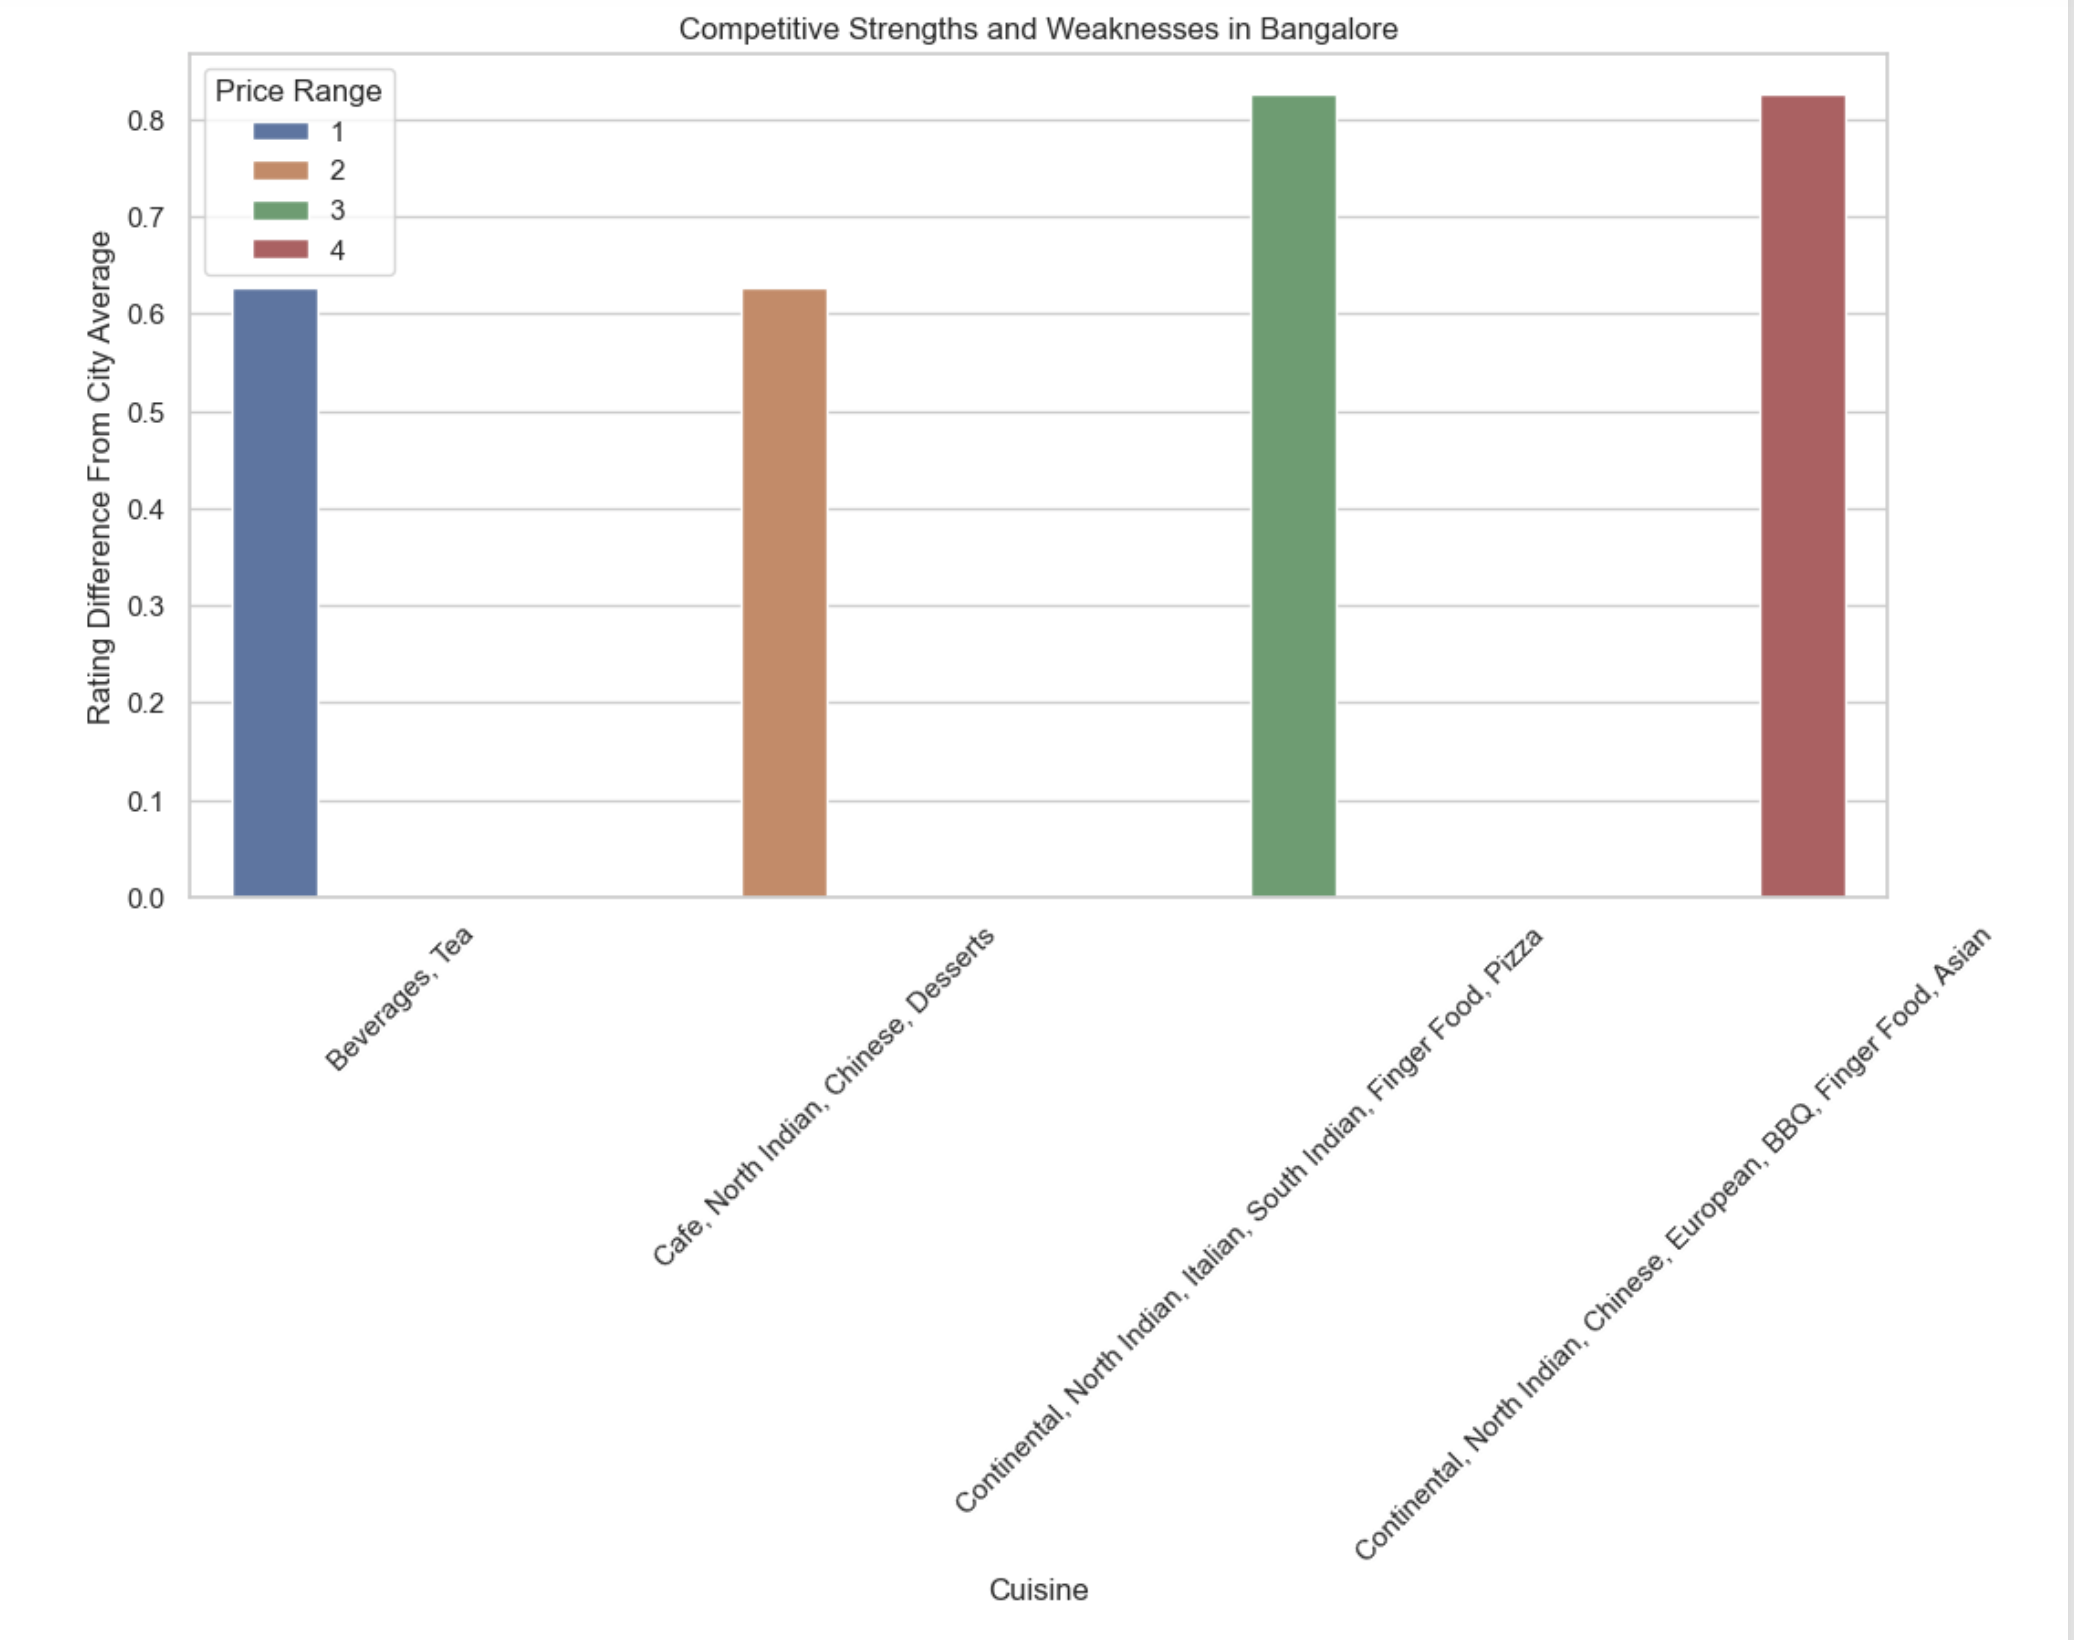 Competitive Strengths and Weaknesses in Bangalore
Price Range
1
2
3
4
Rating Difference From City Average
0.8
0.7
0.6
0.5
0.4
0.3
0.2
0.1
0.0
Beverages, Tea
Cafe, North Indian, Chinese, Desserts
Continental, North Indian, Italian, South Indian, Finger Food, Pizza
Continental, North Indian, Chinese, European, BBQ, Finger Food, Asian
Cuisine